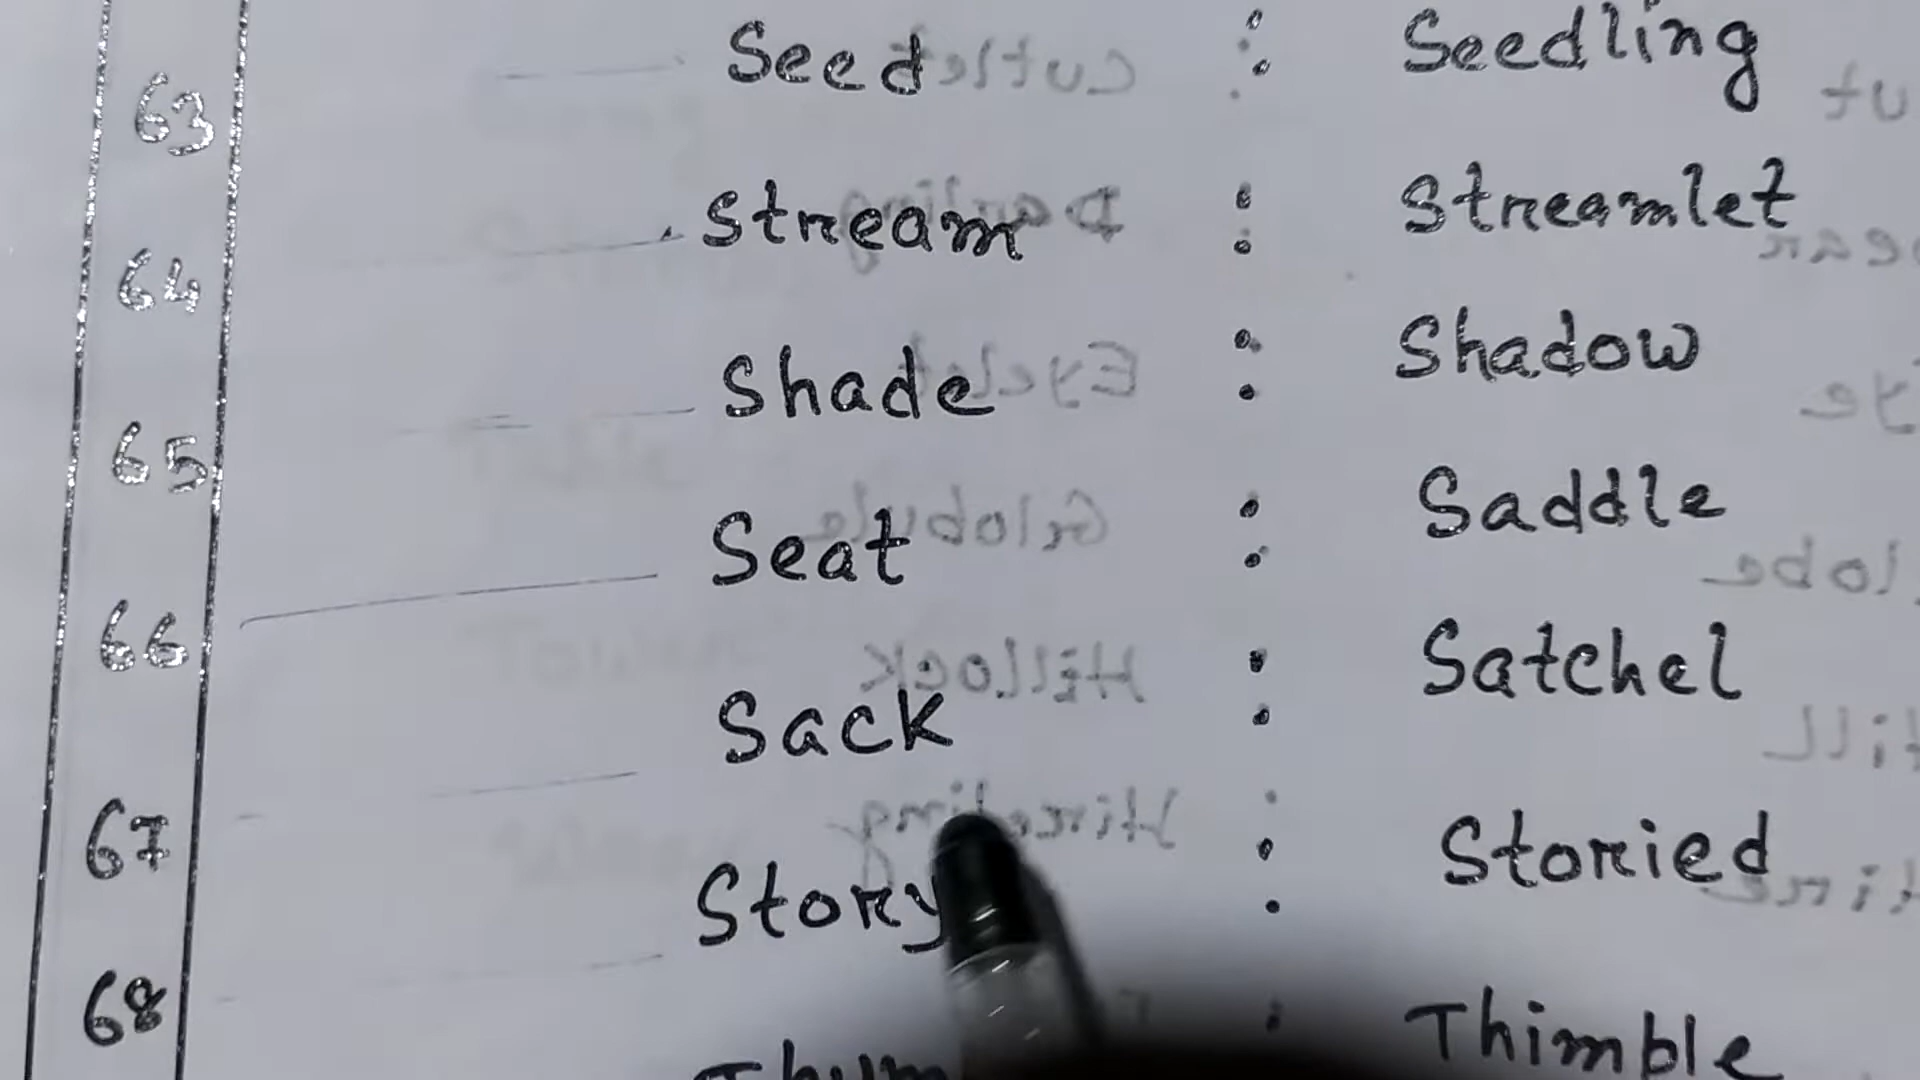 Seed : Seedling
63
Stream : Streamlet
64
Shade : Shadow
65
Seat : Saddle
66
Sack : Satchel
67
Story : Storied
68
: Thimble